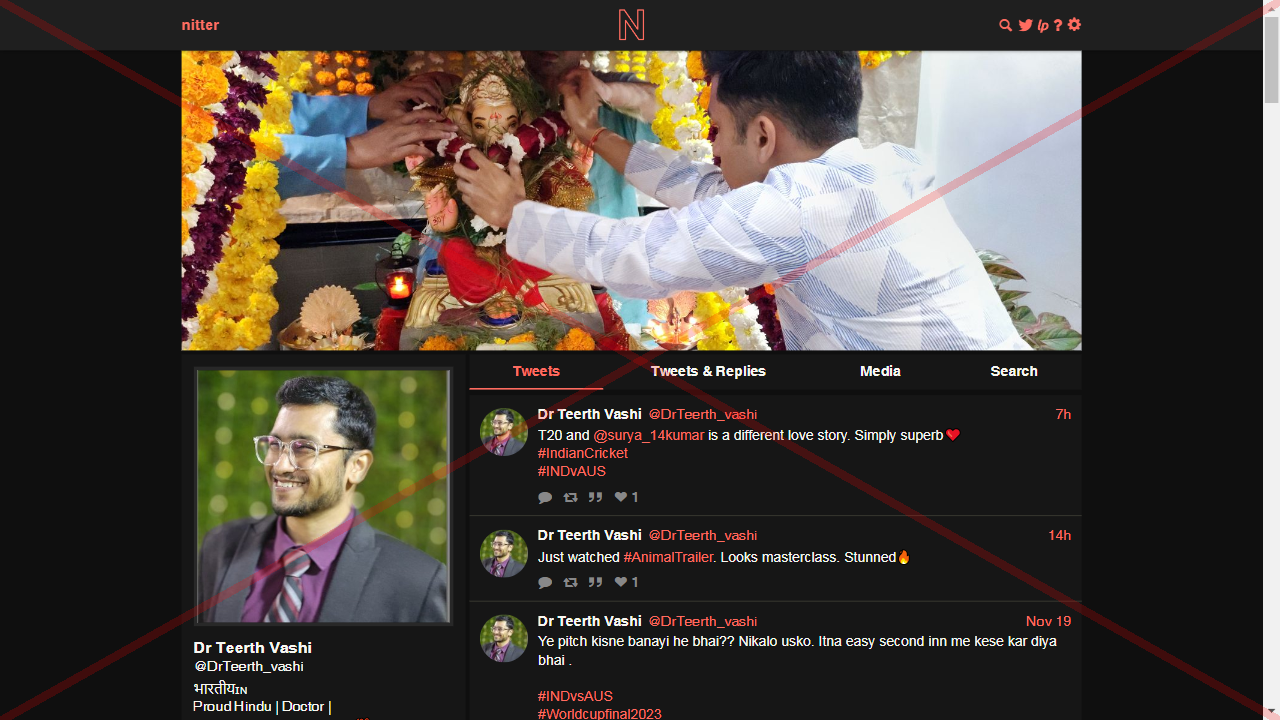 nitter
N
lp ?
Tweets
Tweets & Replies
Media
Search
Dr Teerth Vashi @DrTeerth_vashi 7h
T20 and @surya_14kumar is a different love story. Simply superb❤️
#IndianCricket
#INDvAUS
1
Dr Teerth Vashi @DrTeerth_vashi 14h
Just watched #AnimalTrailer. Looks masterclass. Stunned🔥
1
Dr Teerth Vashi @DrTeerth_vashi Nov 19
Ye pitch kisne banayi he bhai?? Nikalo usko. Itna easy second inn me kese kar diya
bhai .
#INDvsAUS
#Worldcupfinal2023
Dr Teerth Vashi
@DrTeerth_vashi
भारतीयɪɴ
Proud Hindu | Doctor |